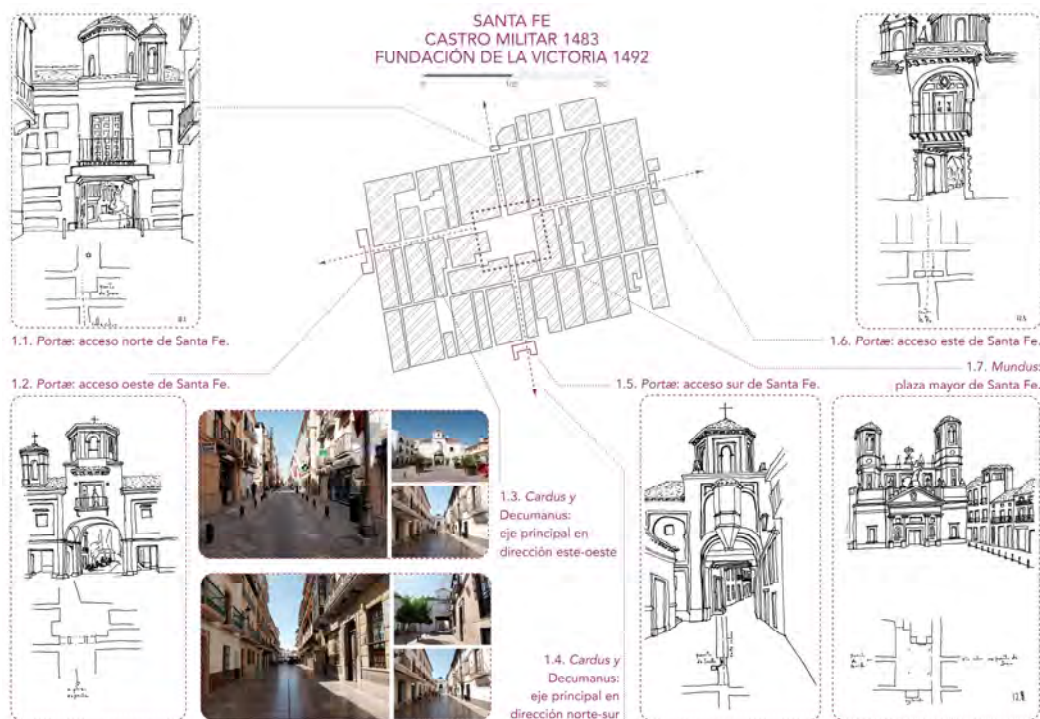 SANTA FE
CASTRO MILITAR 1483
FUNDACIÓN DE LA VICTORIA 1492
0
100
200
1.1. Portæ: acceso norte de Santa Fe.
1.6. Portæ: acceso este de Santa Fe.
1.2. Portæ: acceso oeste de Santa Fe.
1.5. Portæ: acceso sur de Santa Fe.
1.7. Mundus:
plaza mayor de Santa Fe.
1.3. Cardus y
Decumanus:
eje principal en
dirección este-oeste
1.4. Cardus y
Decumanus:
eje principal en
dirección norte-sur